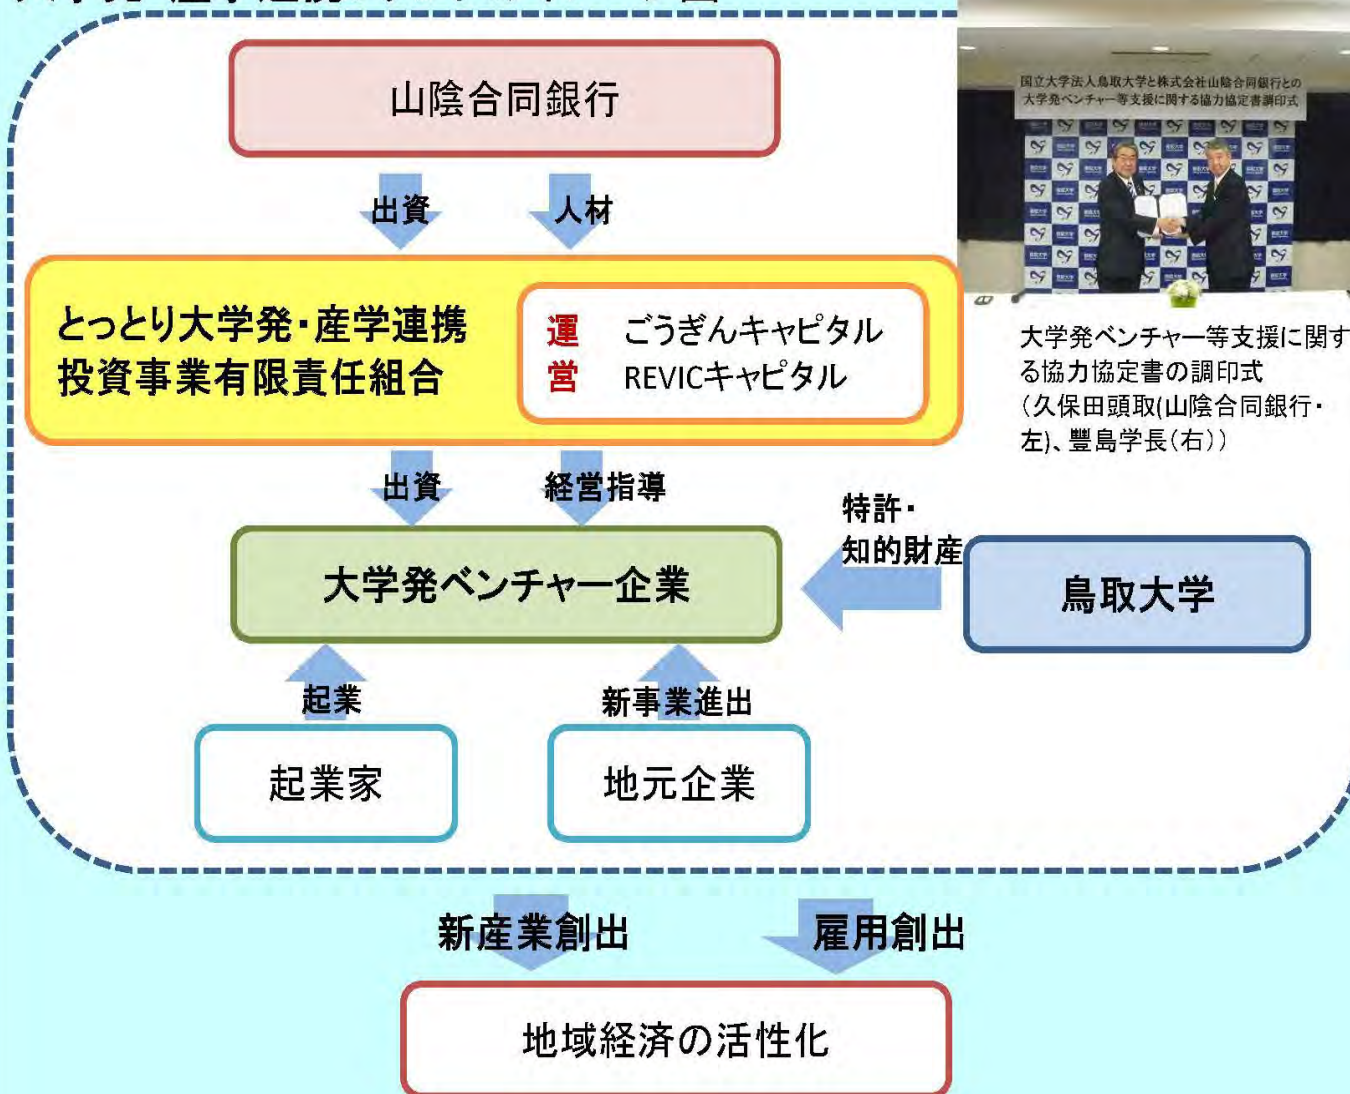 山陰合同銀行
国立大学法人鳥取大学と株式会社山陰合同銀行との
大学発ベンチャー等支援に関する協力協定書調印式
出資
人材
とっとり大学発・産学連携
投資事業有限責任組合
運
営
ごうぎんキャピタル
REVICキャピタル
大学発ベンチャー等支援に関す
る協力協定書の調印式
（久保田頭取(山陰合同銀行・
左)、豐島学長(右)）
出資
経営指導
特許・
知的財産
大学発ベンチャー企業
鳥取大学
起業
新事業進出
起業家
地元企業
新産業創出
雇用創出
地域経済の活性化